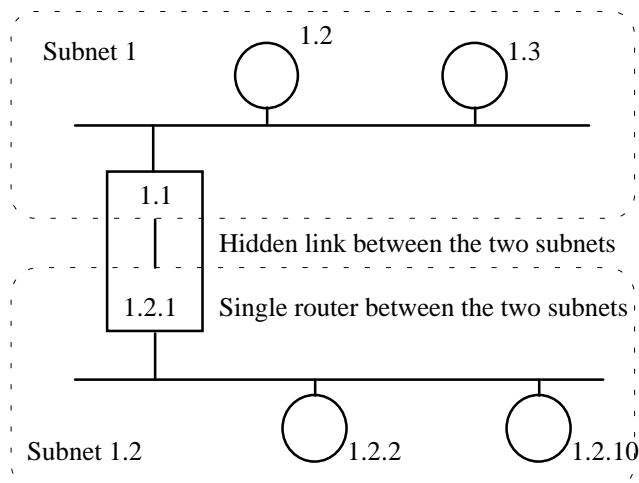 1.2
Subnet 1
1.3
1.1
Hidden link between the two subnets
1.2.1
Single router between the two subnets
Subnet 1.2
1.2.2
1.2.10